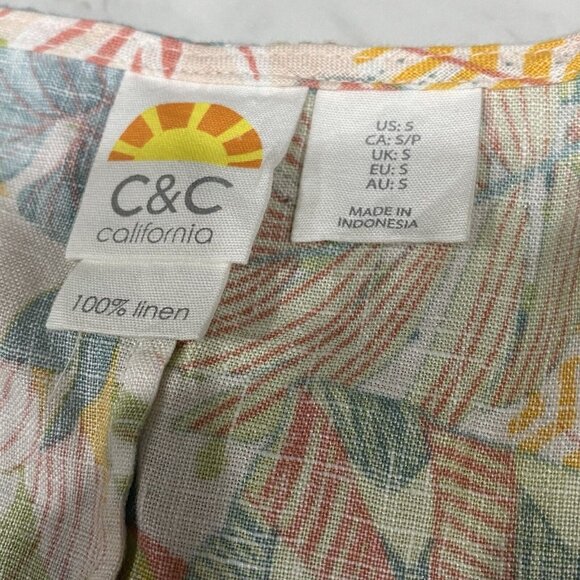 C&C
california
100% linen
US: S
CA: S/P
UK: S
EU: S
AU: S
MADE IN
INDONESIA